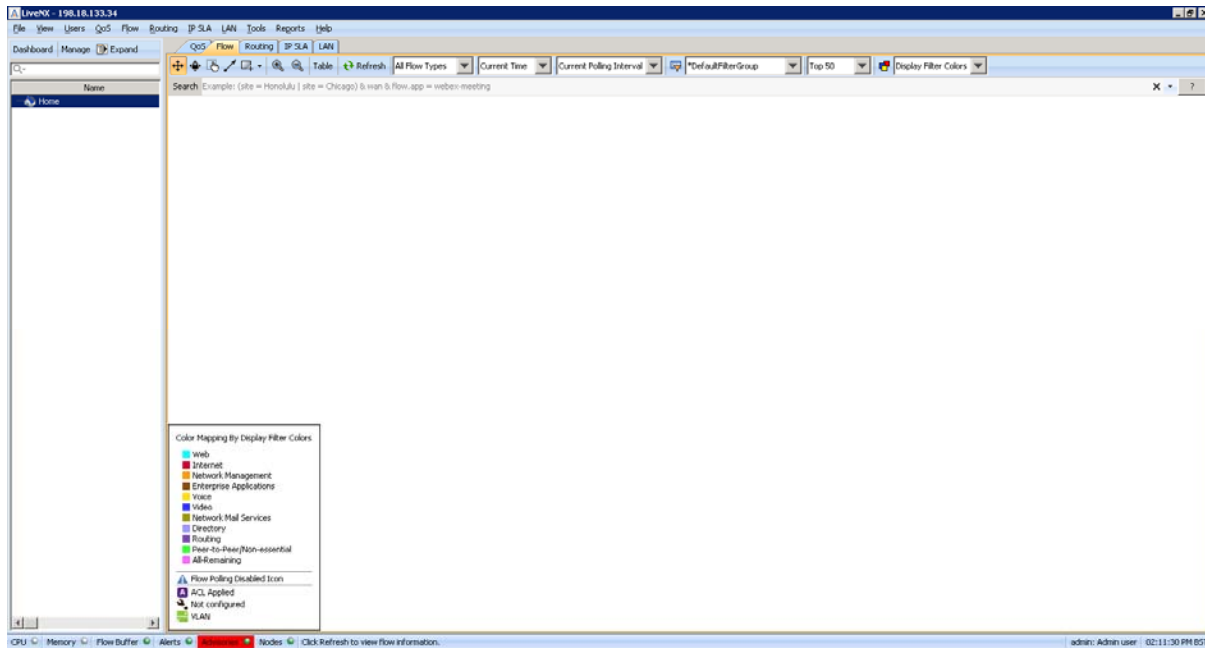 LiveNX - 198.18.133.34
File View Users QoS Flow Routing IP SLA LAN Tools Reports Help
Dashboard Manage Expand
QoS Flow Routing IP SLA LAN
Table Refresh All Flow Types Current Time Current Polling Interval *DefaultFilterGroup Top 50 Display Filter Colors
Name
Search Example: (site = Honolulu | site = Chicago) & wan & flow.app = webex-meeting
X ?
Home
Color Mapping By Display Filter Colors
Web
Internet
Network Management
Enterprise Applications
Voice
Video
Network Mail Services
Directory
Routing
Peer-to-Peer/Non-essential
All-Remaining
Flow Polling Disabled Icon
A ACL Applied
Not configured
VLAN
CPU Memory Flow Buffer Alerts Nodes Click Refresh to view flow information. admin: Admin user 02:11:30 PM BST